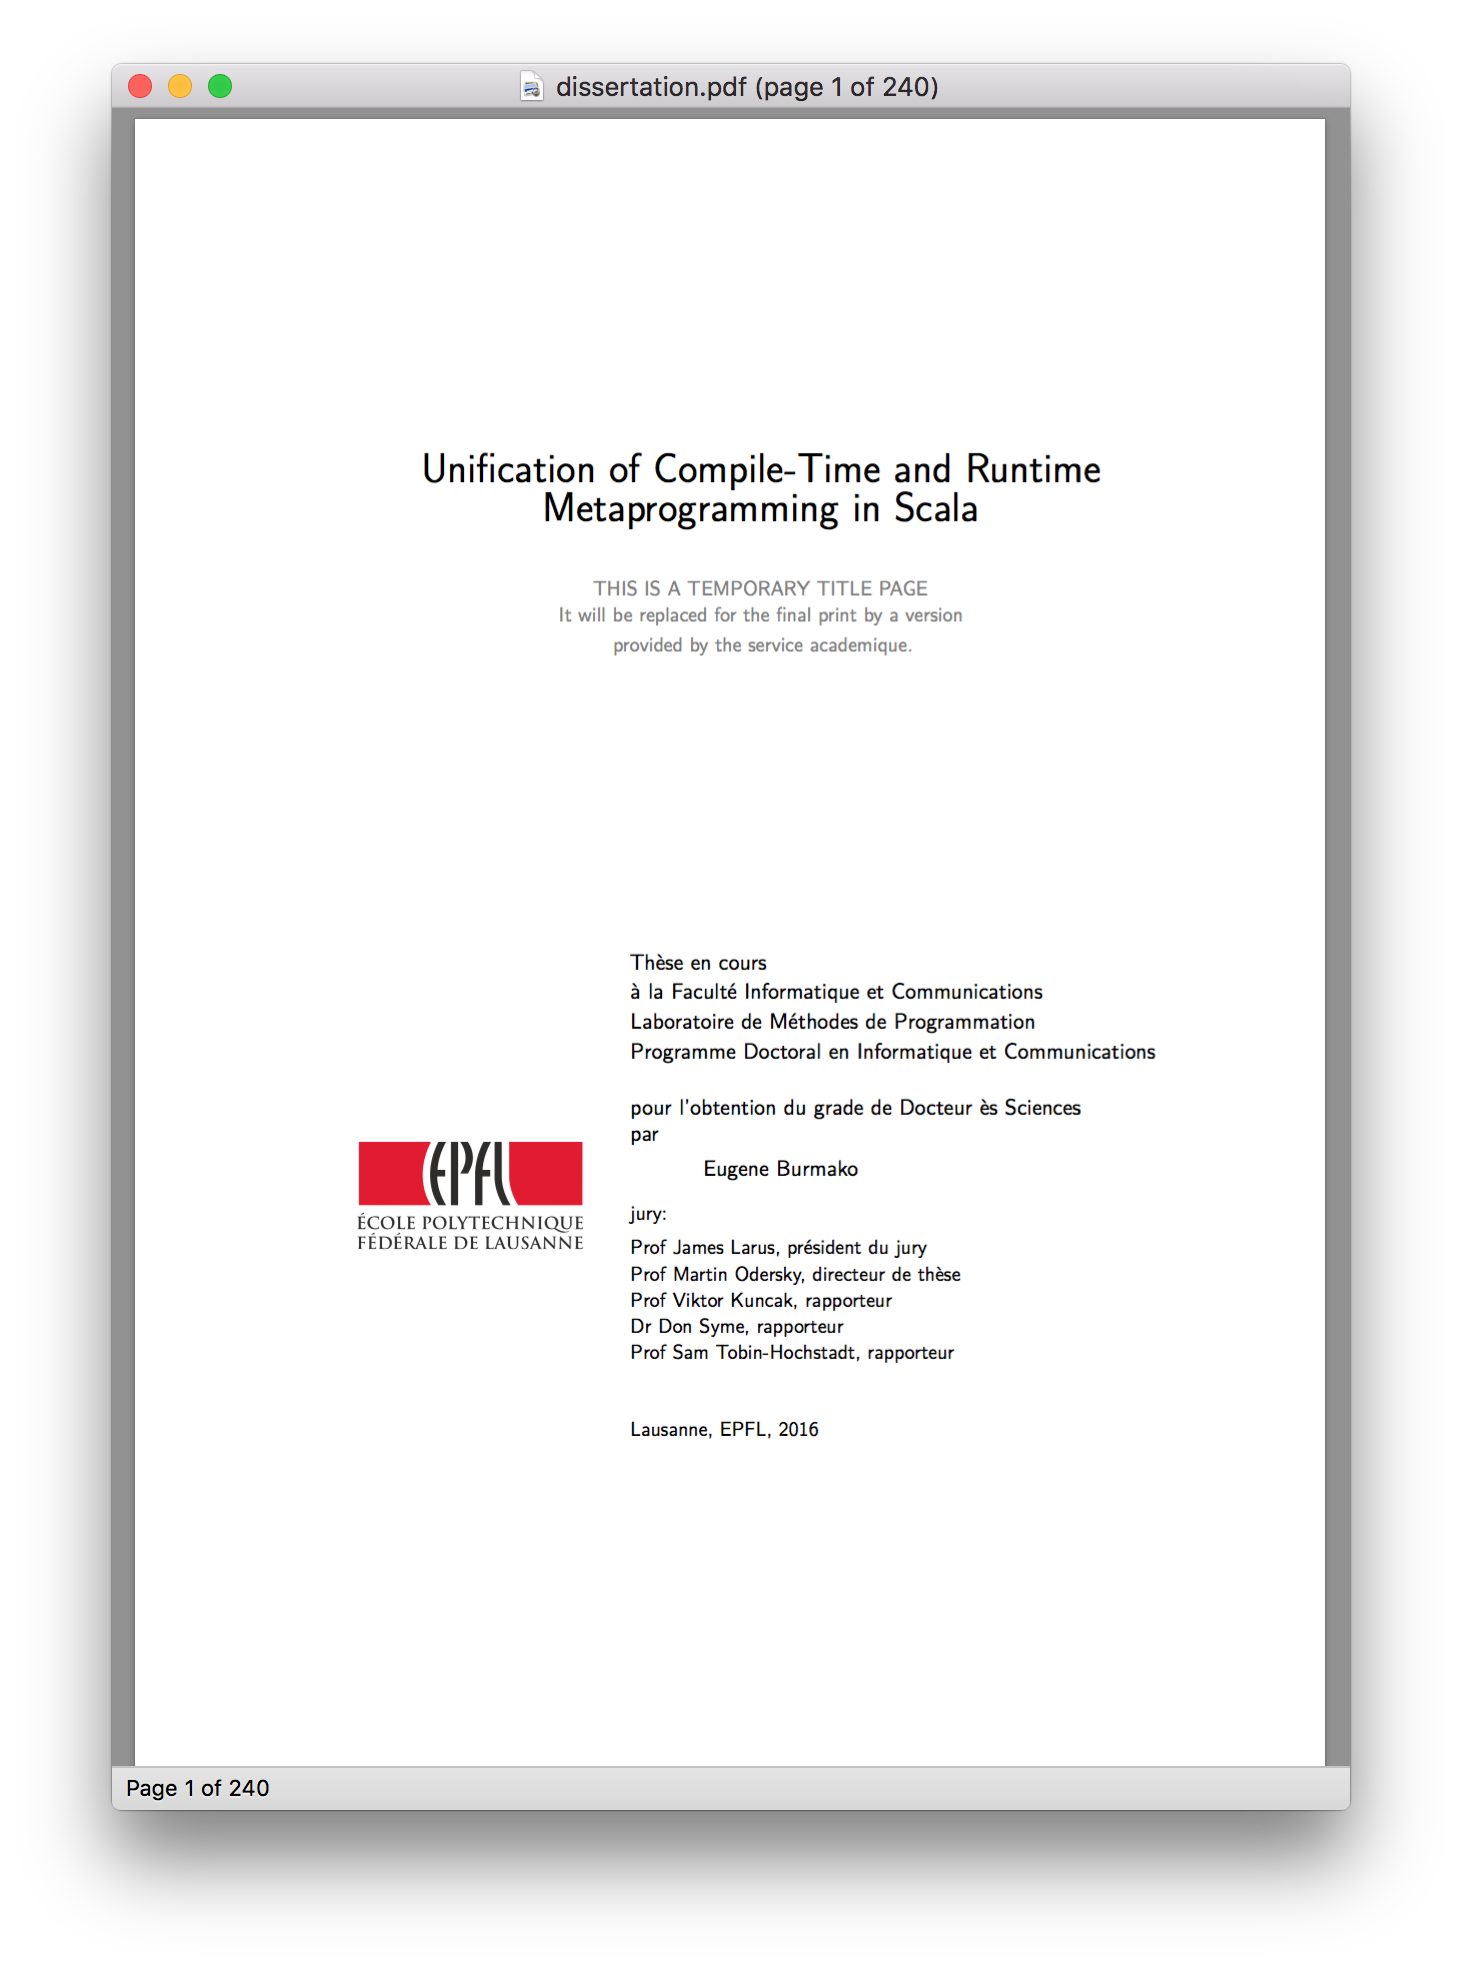 dissertation.pdf (page 1 of 240)
Unification of Compile-Time and Runtime
Metaprogramming in Scala
THIS IS A TEMPORARY TITLE PAGE
It will be replaced for the final print by a version
provided by the service academique.
Thèse en cours
à la Faculté Informatique et Communications
Laboratoire de Méthodes de Programmation
Programme Doctoral en Informatique et Communications
pour l'obtention du grade de Docteur ès Sciences
par
Eugene Burmako
EPFL
ÉCOLE POLYTECHNIQUE
FÉDÉRALE DE LAUSANNE
jury:
Prof James Larus, président du jury
Prof Martin Odersky, directeur de thèse
Prof Viktor Kuncak, rapporteur
Dr Don Syme, rapporteur
Prof Sam Tobin-Hochstadt, rapporteur
Lausanne, EPFL, 2016
Page 1 of 240